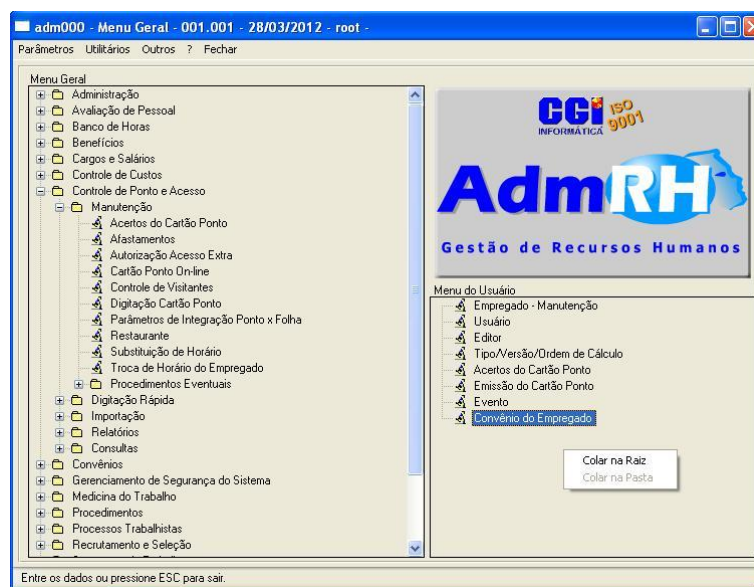 adm000 - Menu Geral - 001.001 - 28/03/2012 - root -
Parâmetros Utilitários Outros ? Fechar
Menu Geral
Administração
Avaliação de Pessoal
Banco de Horas
Benefícios
Cargos e Salários
Controle de Custos
Controle de Ponto e Acesso
Manutenção
Acertos do Cartão Ponto
Afastamentos
Autorização Acesso Extra
Cartão Ponto On-line
Controle de Visitantes
Digitação Cartão Ponto
Parâmetros de Integração Ponto x Folha
Restaurante
Substituição de Horário
Troca de Horário do Empregado
Procedimentos Eventuais
Digitação Rápida
Importação
Relatórios
Consultas
Convênios
Gerenciamento de Segurança do Sistema
Medicina do Trabalho
Procedimentos
Processos Trabalhistas
Recrutamento e Seleção
CGI ISO
INFORMÁTICA 9001
AdmRH
Gestão de Recursos Humanos
Menu do Usuário
Empregado - Manutenção
Usuário
Editor
Tipo/Versão/Ordem de Cálculo
Acertos do Cartão Ponto
Emissão do Cartão Ponto
Evento
Convênio do Empregado
Colar na Raiz
Colar na Pasta
Entre os dados ou pressione ESC para sair.